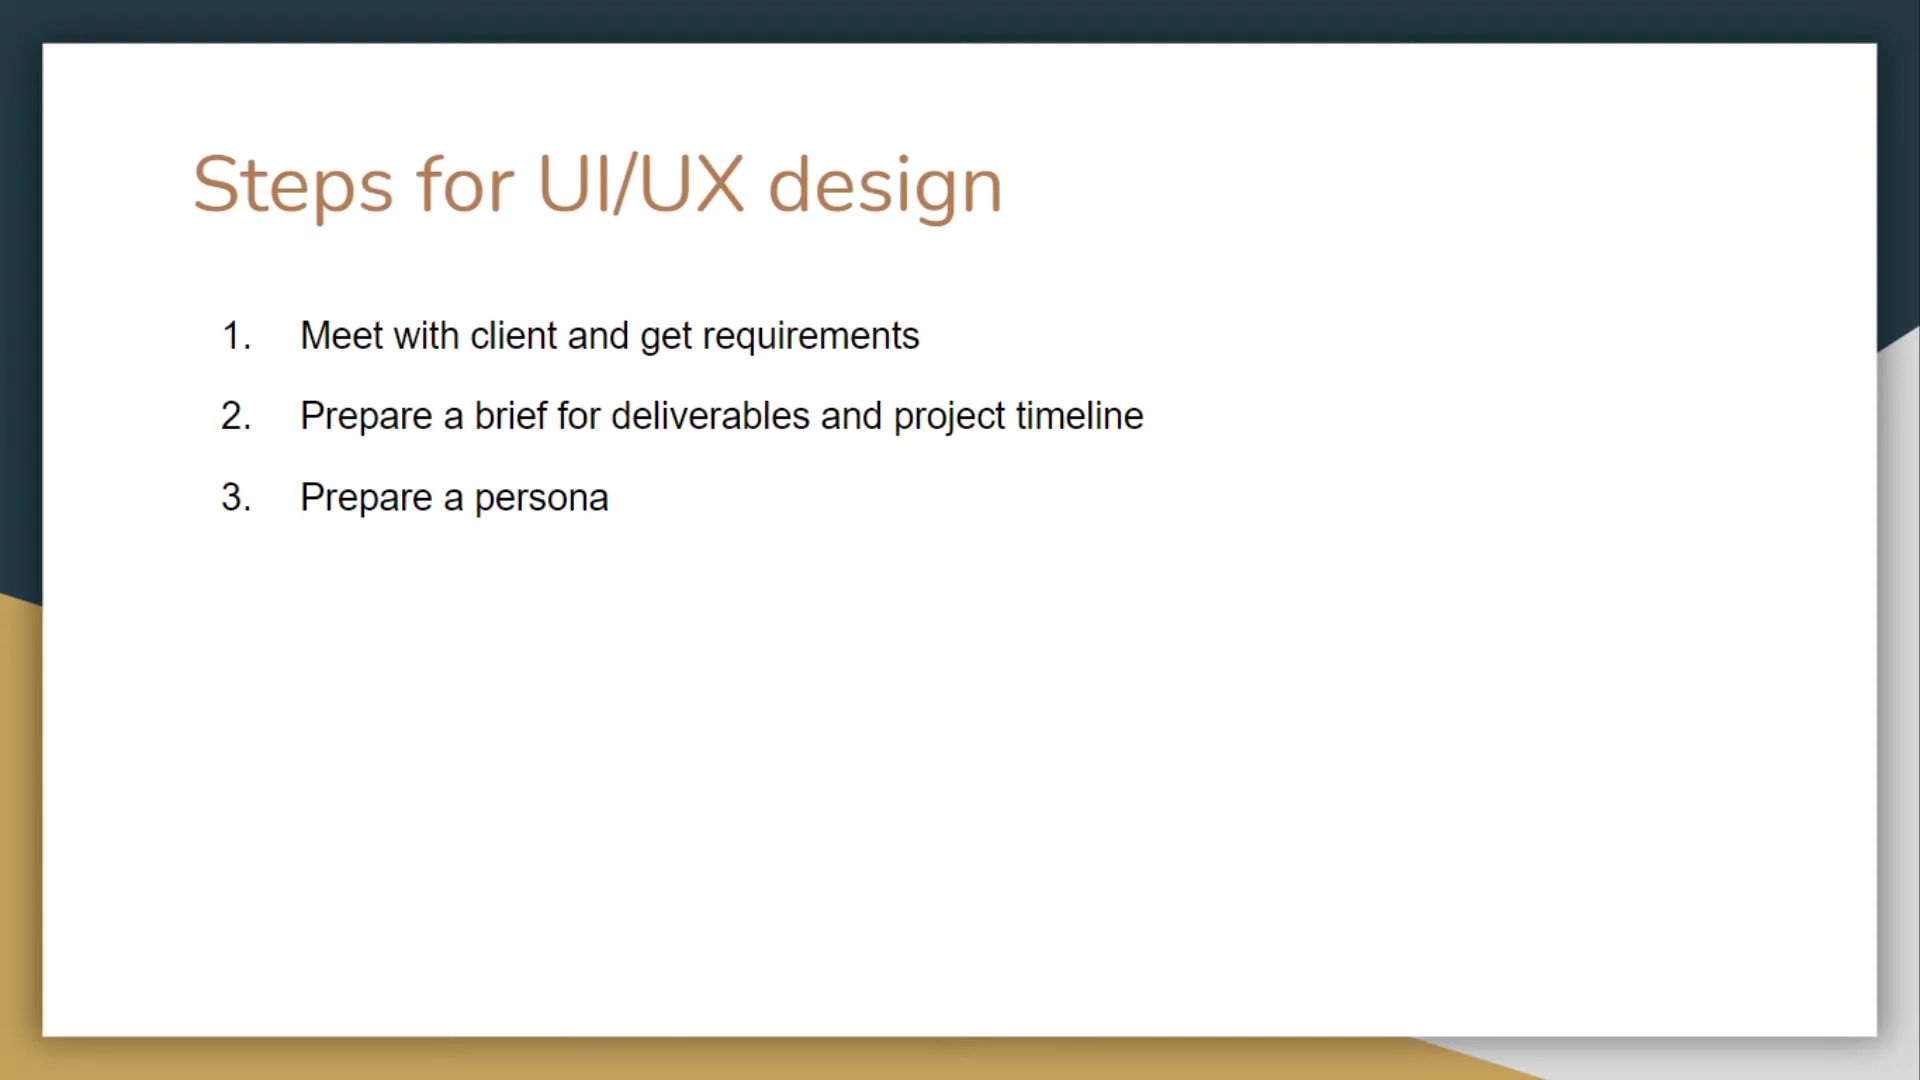 Steps for UI/UX design
1. Meet with client and get requirements
2. Prepare a brief for deliverables and project timeline
3. Prepare a persona